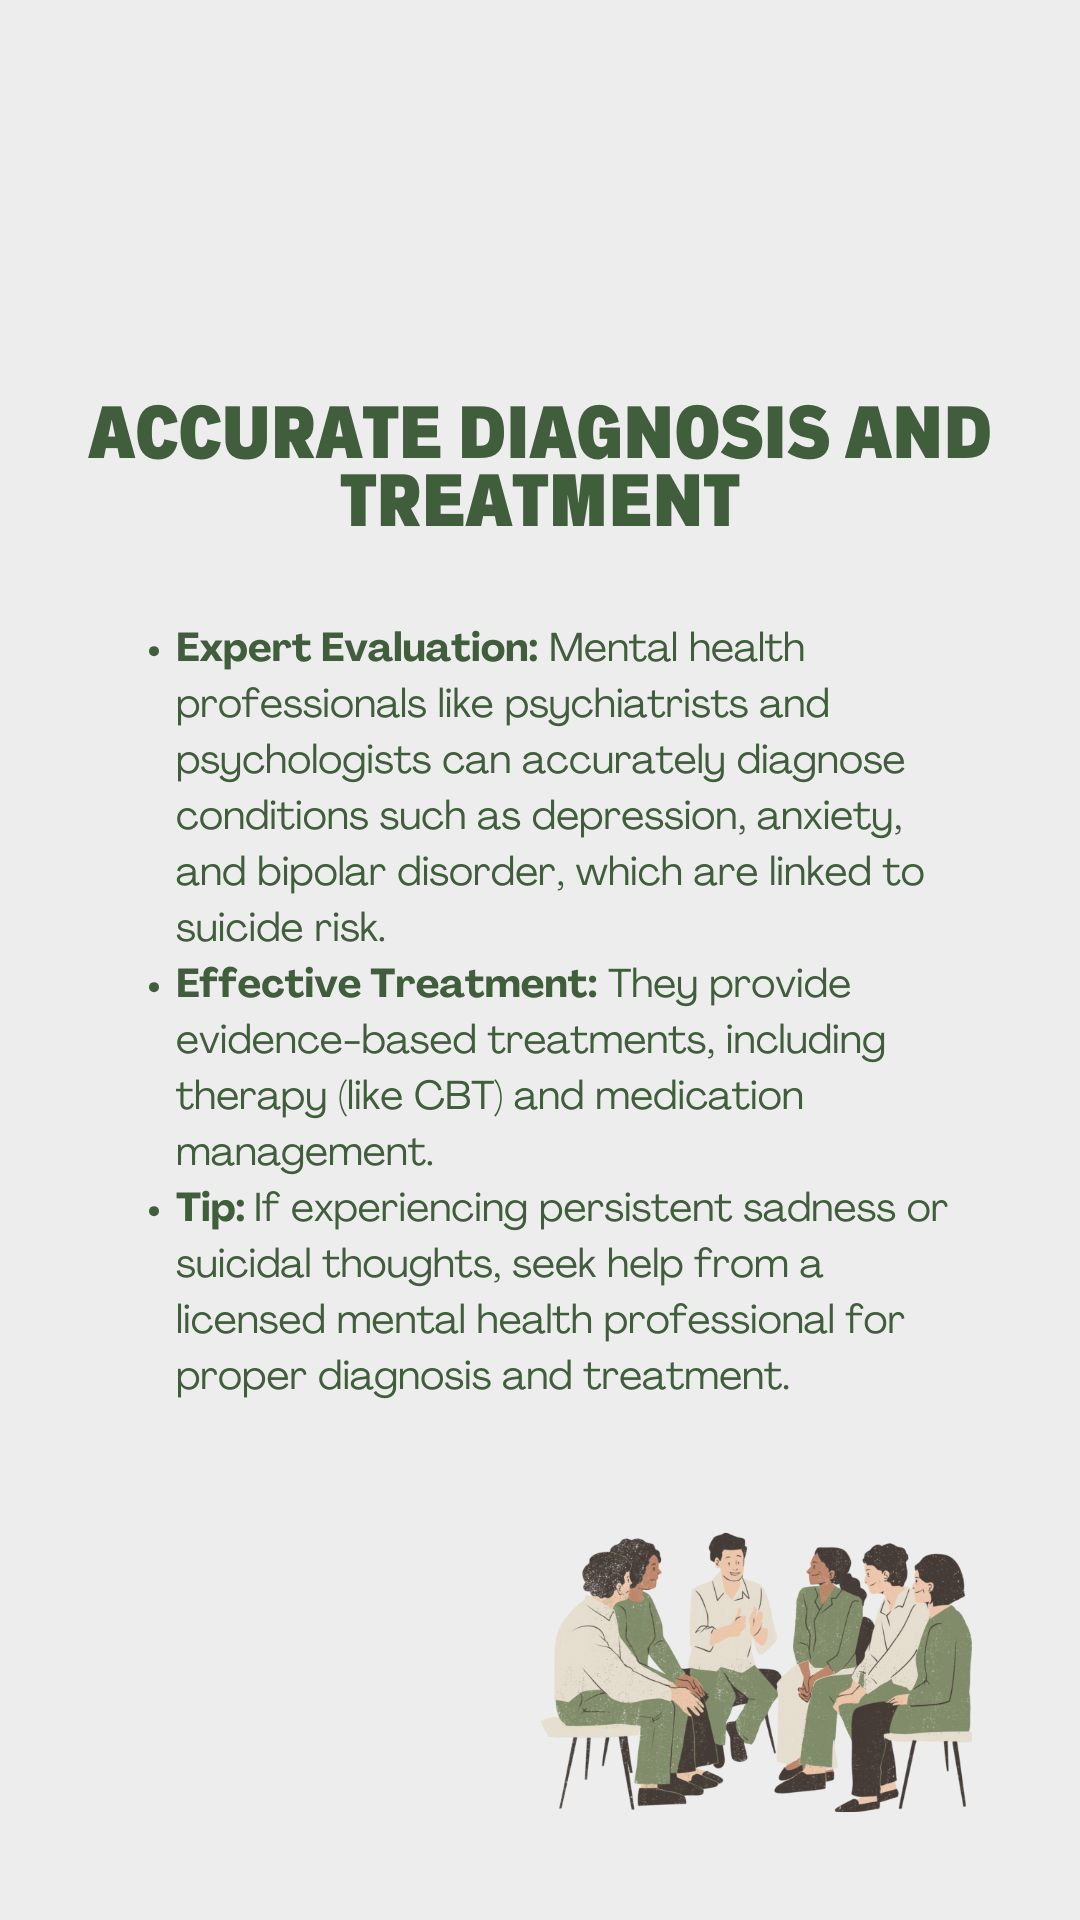 ACCURATE DIAGNOSIS AND
TREATMENT
• Expert Evaluation: Mental health
professionals like psychiatrists and
psychologists can accurately diagnose
conditions such as depression, anxiety,
and bipolar disorder, which are linked to
suicide risk.
• Effective Treatment: They provide
evidence-based treatments, including
therapy (like CBT) and medication
management.
• Tip: If experiencing persistent sadness or
suicidal thoughts, seek help from a
licensed mental health professional for
proper diagnosis and treatment.